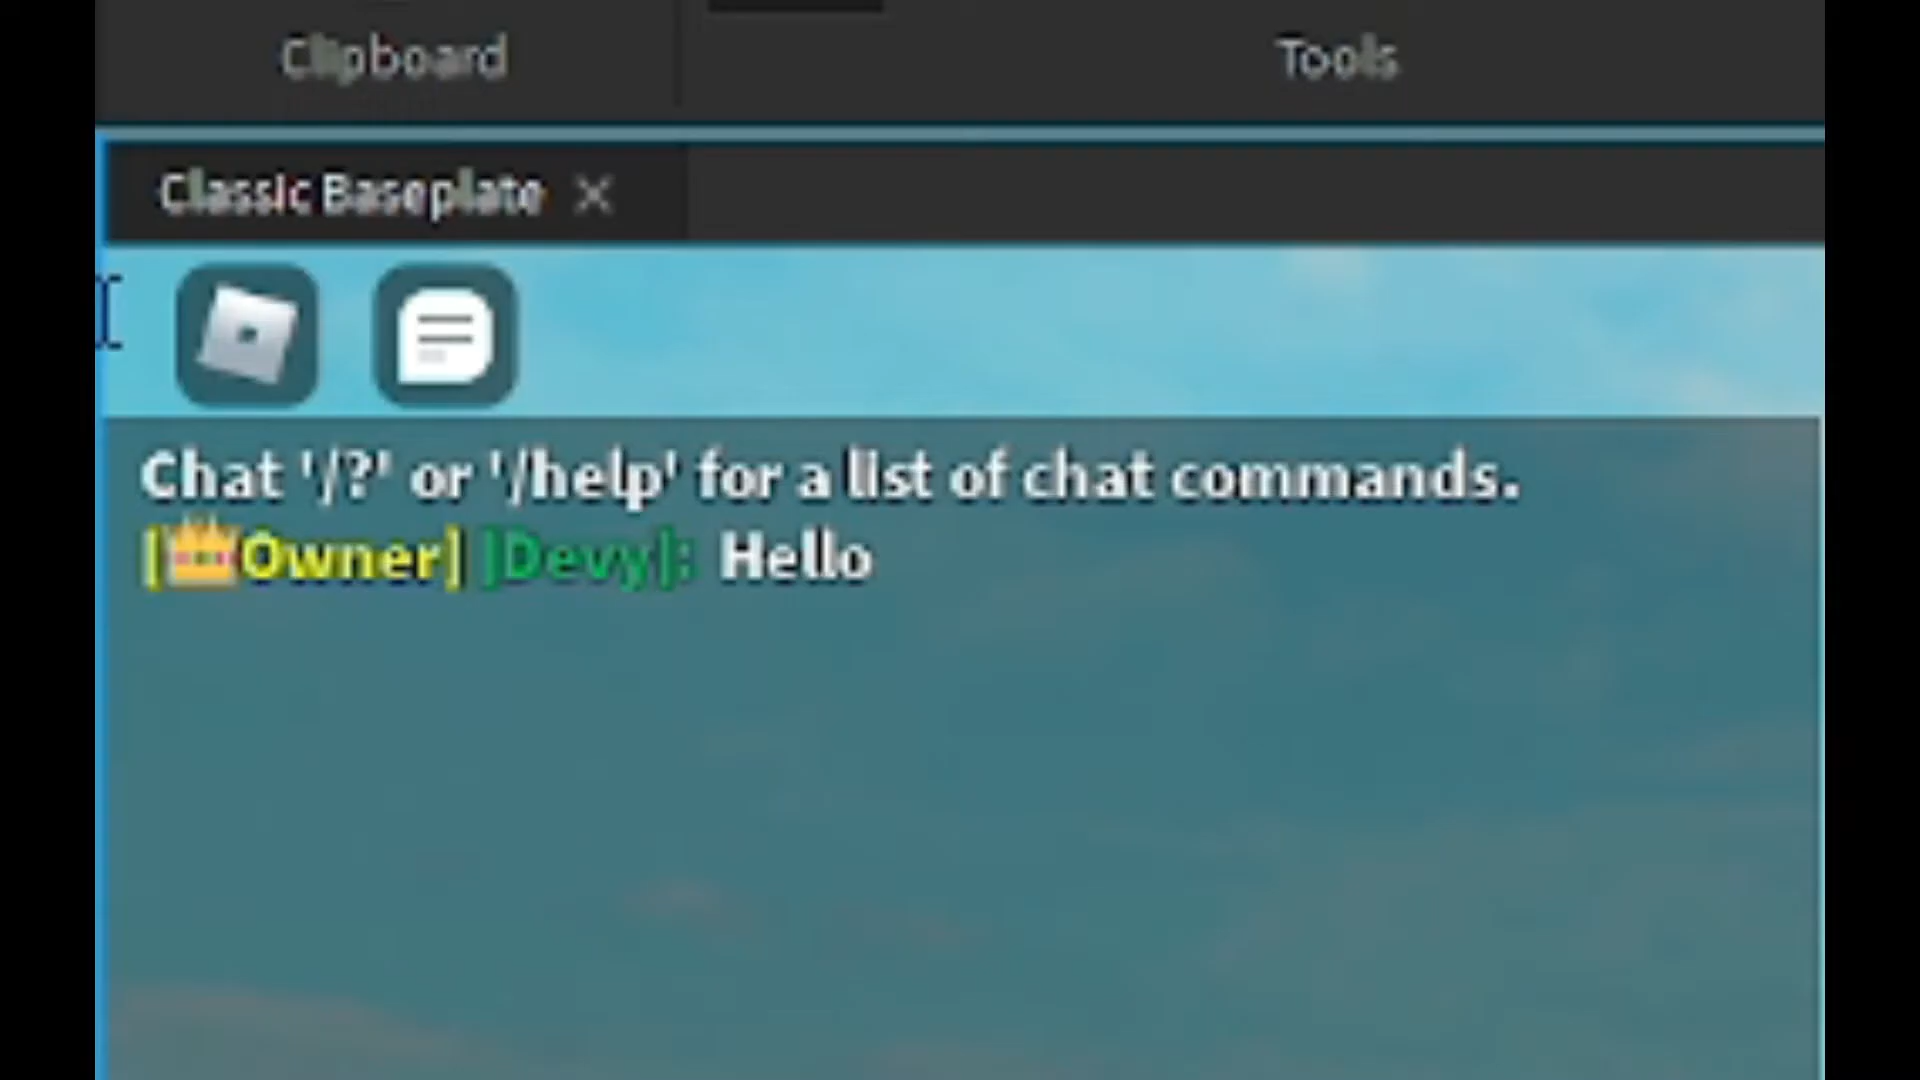 Clipboard
Tools
Classic Baseplate
Chat '/?' or '/help' for a list of chat commands.
[👑Owner] [Devy]: Hello